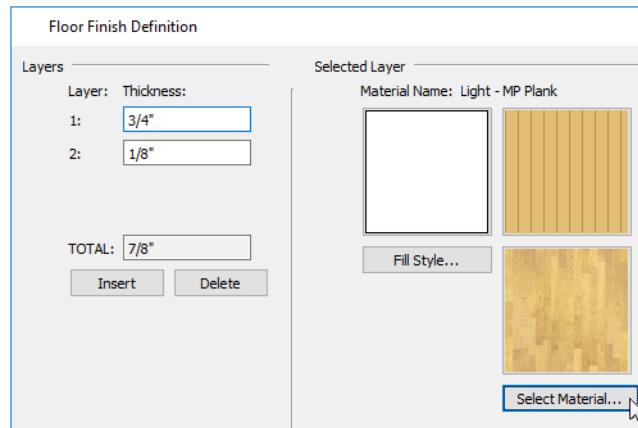 Floor Finish Definition
Layers
Layer: Thickness:
1: 3/4"
2: 1/8"
TOTAL: 7/8"
Insert Delete
Selected Layer
Material Name: Light - MP Plank
Fill Style...
Select Material...